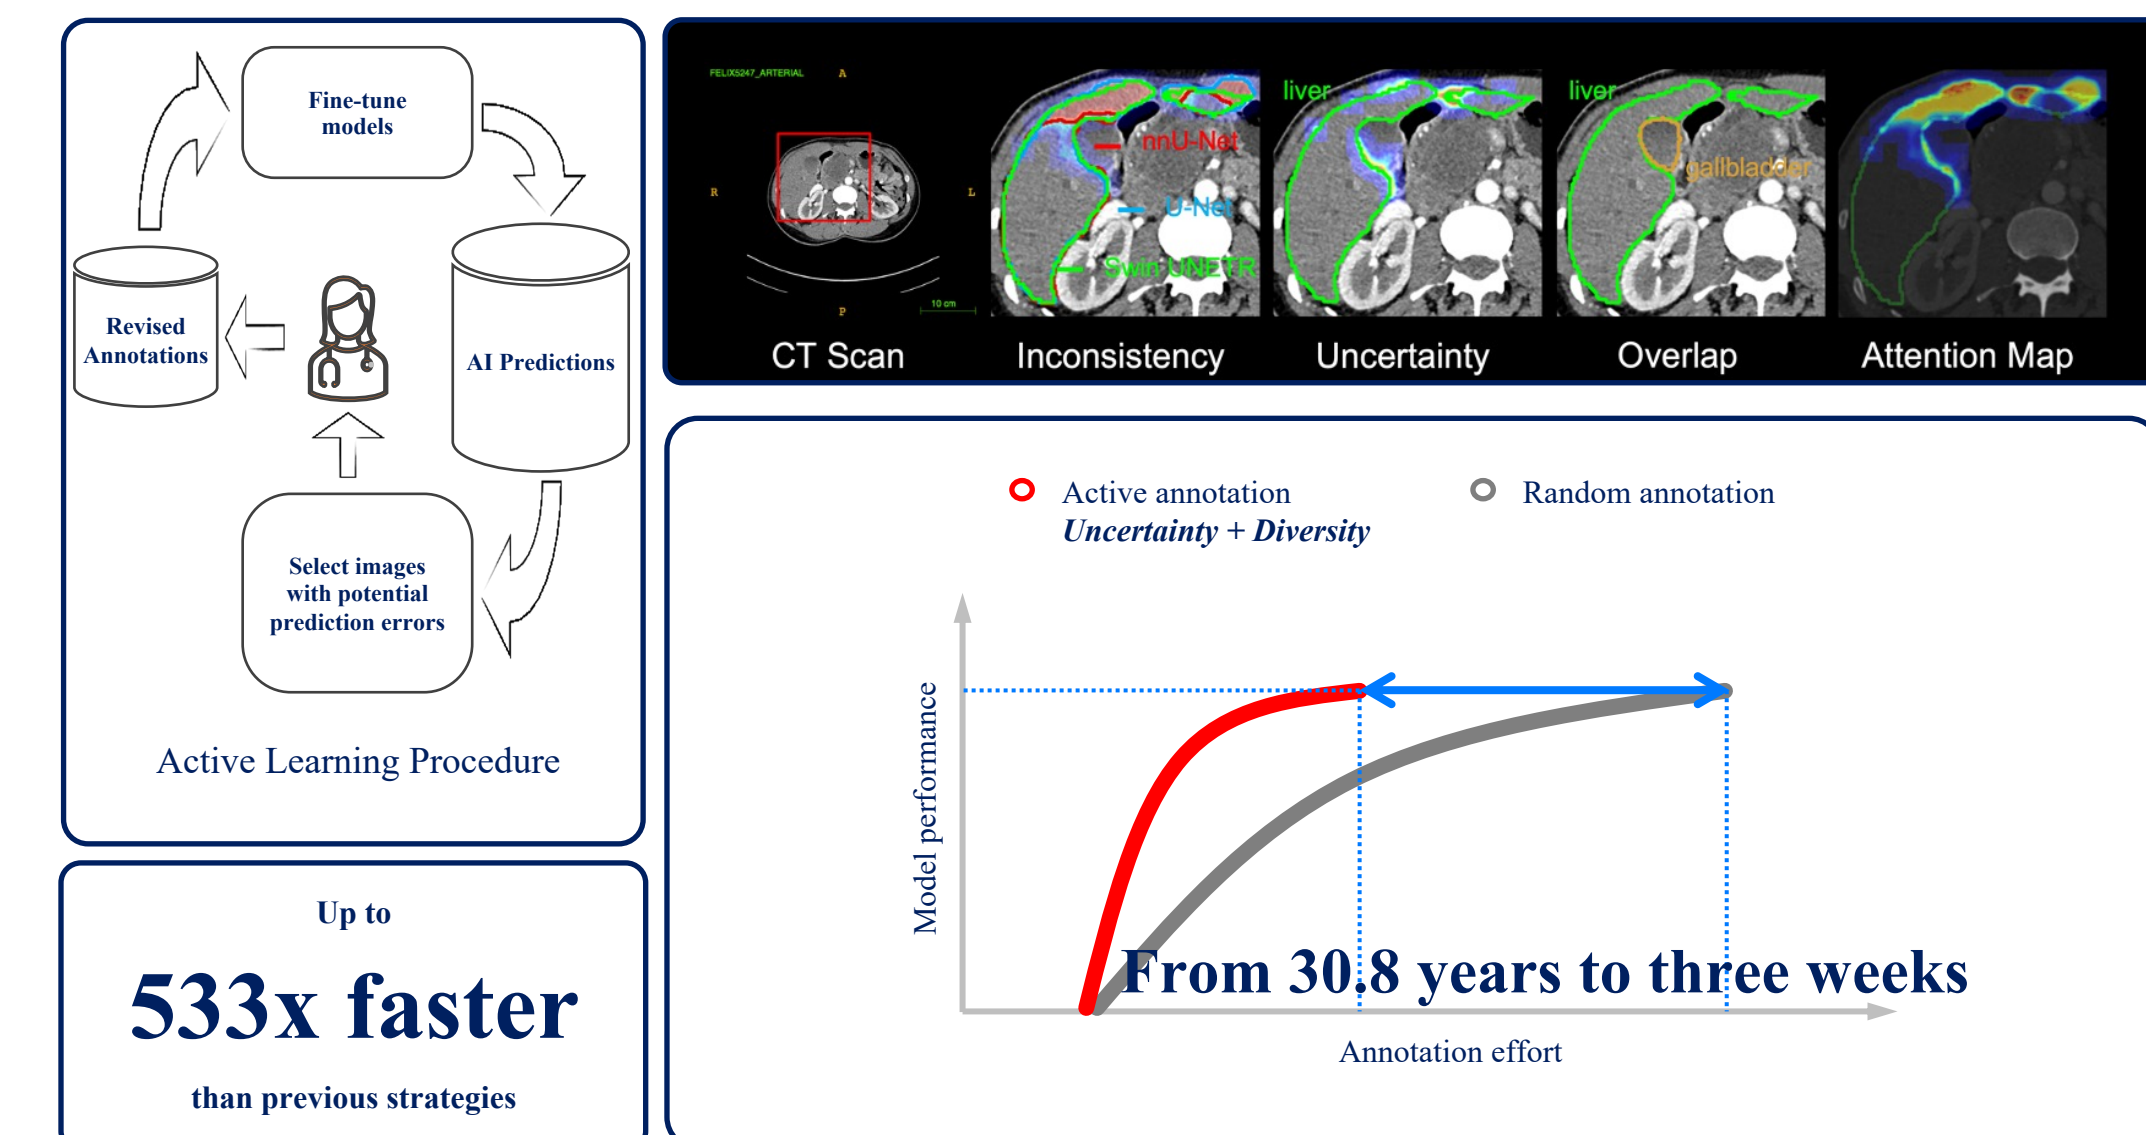 Fine-tune
models
Revised
Annotations
AI Predictions
Select images
with potential
prediction errors
Active Learning Procedure
Up to
533x faster
than previous strategies
FELIX5247_ARTERIAL
A
R
L
P
10 cm
CT Scan
nnU-Net
U-Net
Swin UNETR
Inconsistency
liver
Uncertainty
liver
gallbladder
Overlap
Attention Map
Active annotation
Uncertainty + Diversity
Random annotation
Model performance
From 30.8 years to three weeks
Annotation effort